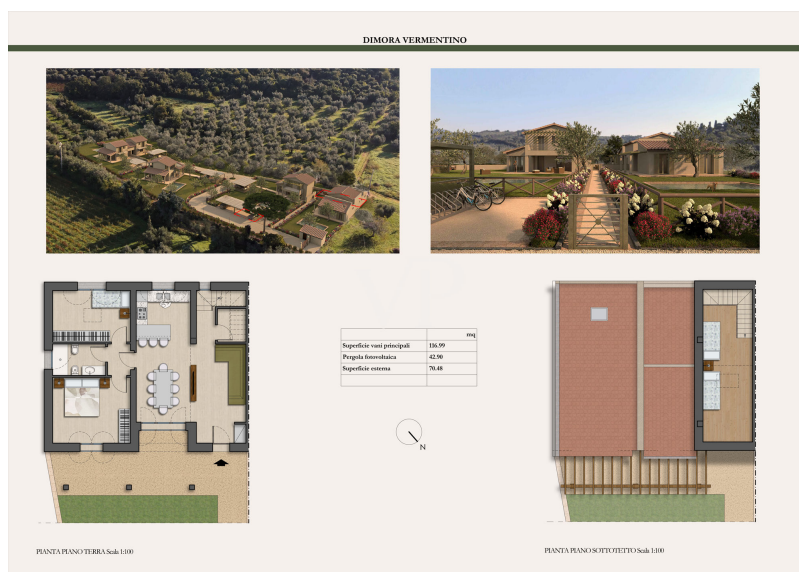 DIMORA VERMENTINO
mq
Superficie vani principali 116.99
Pergola fotovoltaica 42.90
Superficie esterna 70.48
N
PIANTA PIANO TERRA Scala 1:100
PIANTA PIANO SOTTOTETTO Scala 1:100